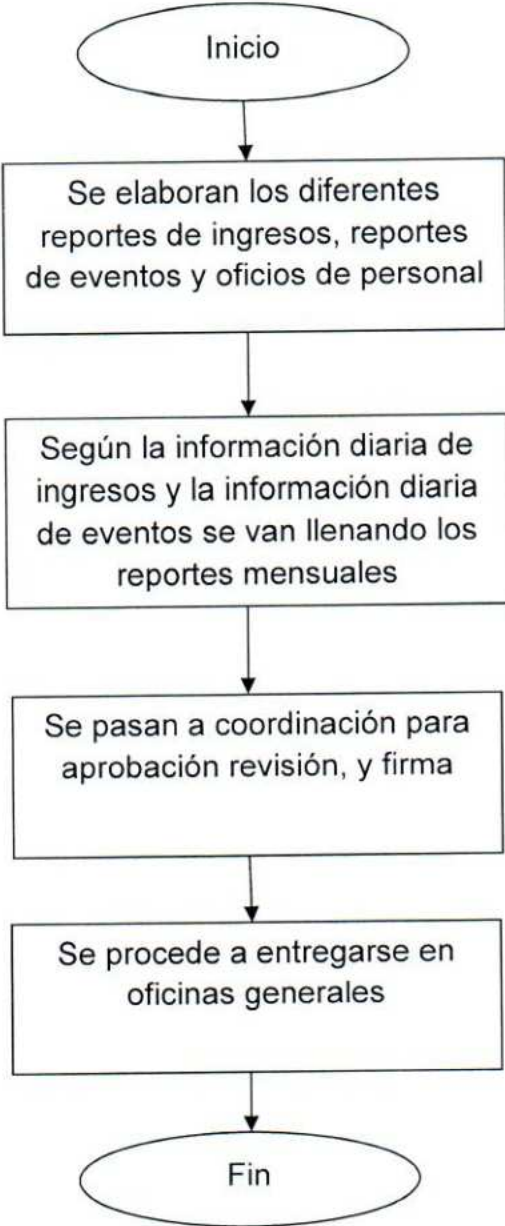 Inicio
Se elaboran los diferentes
reportes de ingresos, reportes
de eventos y oficios de personal
Según la información diaria de
ingresos y la información diaria
de eventos se van llenando los
reportes mensuales
Se pasan a coordinación para
aprobación revisión, y firma
Se procede a entregarse en
oficinas generales
Fin